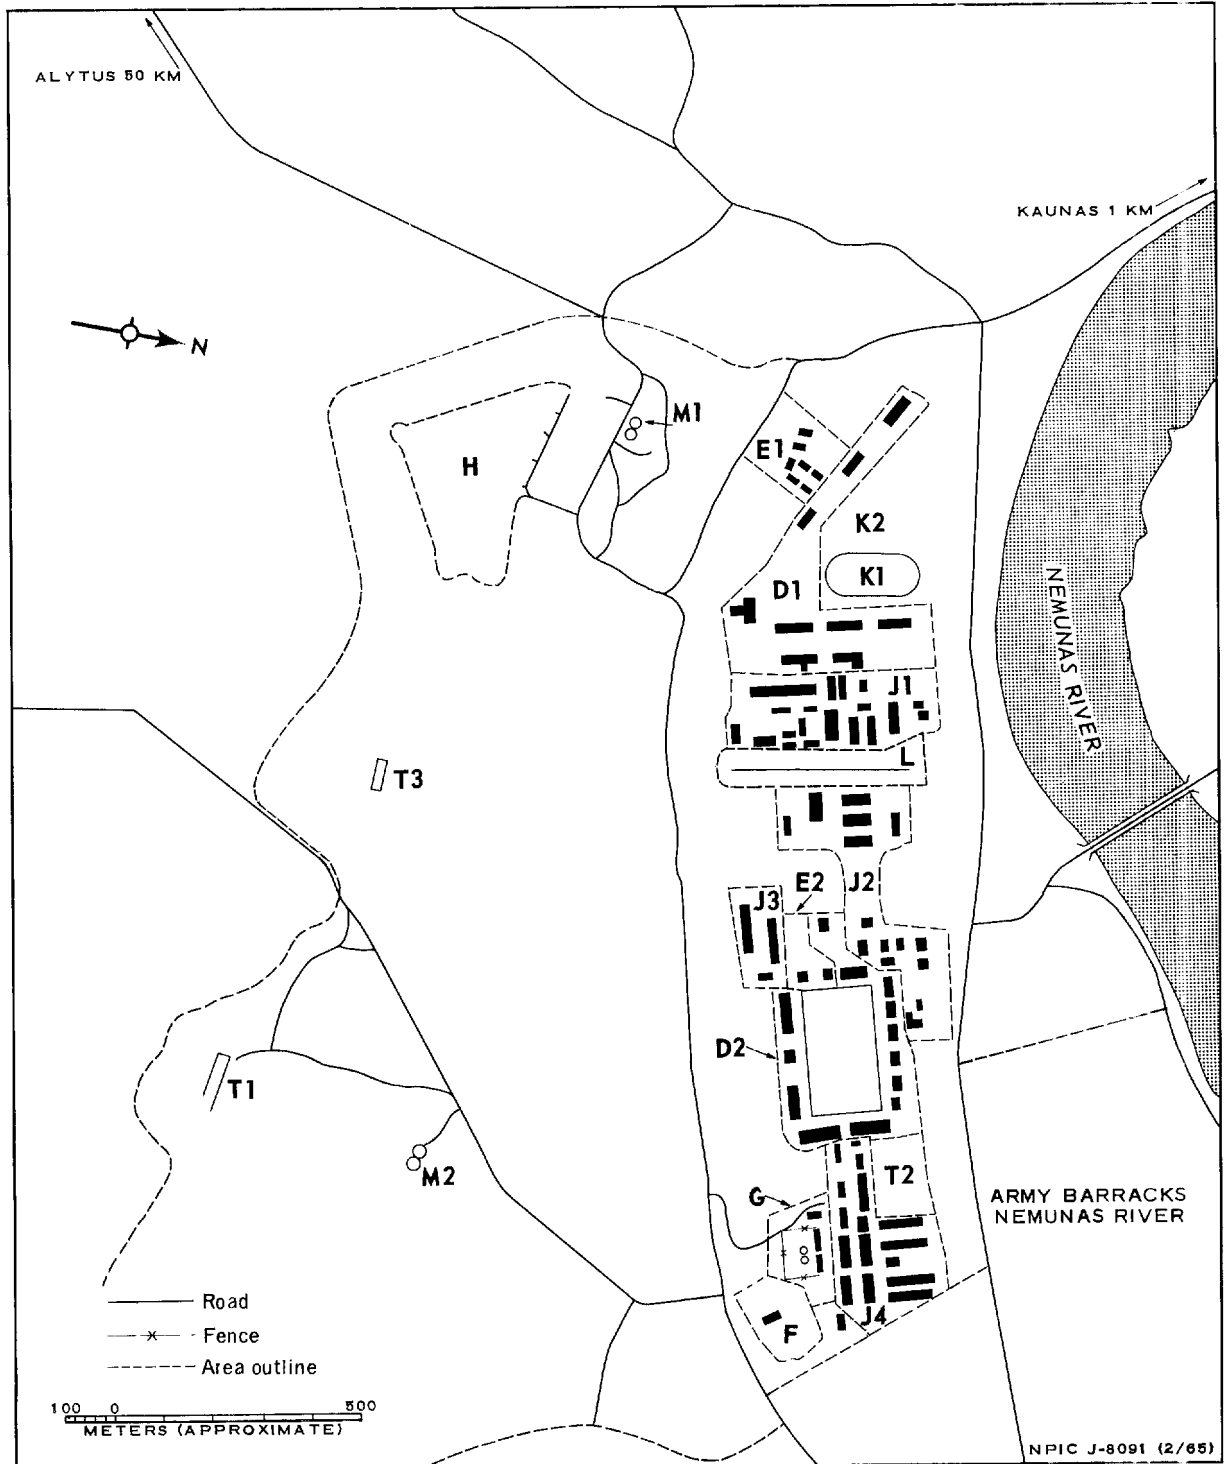 ALYTUS 50 KM
KAUNAS 1 KM
N
M1
H
E1
K2
K1
D1
NEMUNAS RIVER
J1
L
T3
E2
J2
J3
D2
T1
M2
T2
G
ARMY BARRACKS
NEMUNAS RIVER
J4
F
Road
Fence
Area outline
100 0 500
METERS (APPROXIMATE)
NPIC J-8091 (2/65)